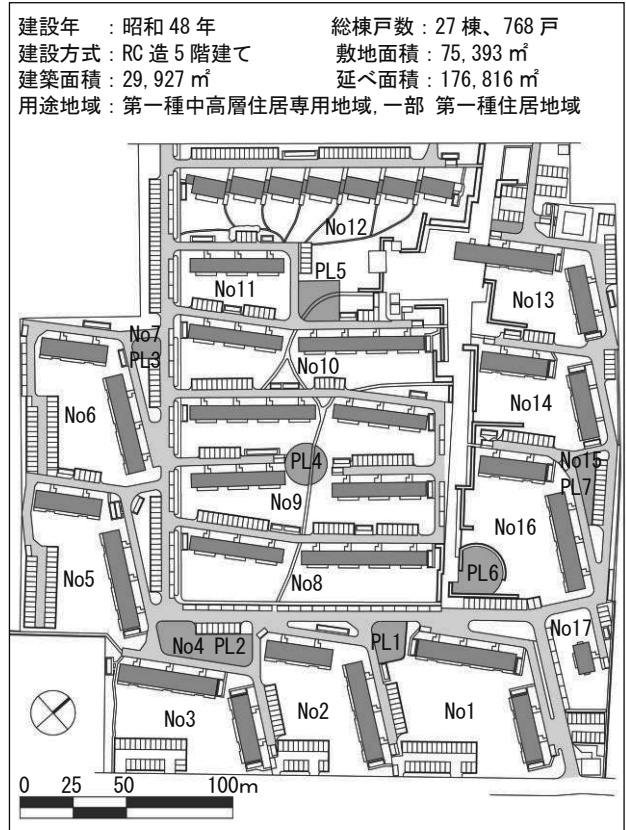 建設年　：昭和 48 年　総棟戸数：27 棟、768 戸
建設方式：RC 造 5 階建て　敷地面積：75,393 ㎡
建築面積：29,927 ㎡　延べ面積：176,816 ㎡
用途地域：第一種中高層住居専用地域, 一部 第一種住居地域
No12
PL5
No11
No13
No7
PL3
No10
No6
No14
PL4
No15
PL7
No9
No16
No5
No8
PL6
No4 PL2
PL1
No17
No3
No2
No1
0 25 50 100m